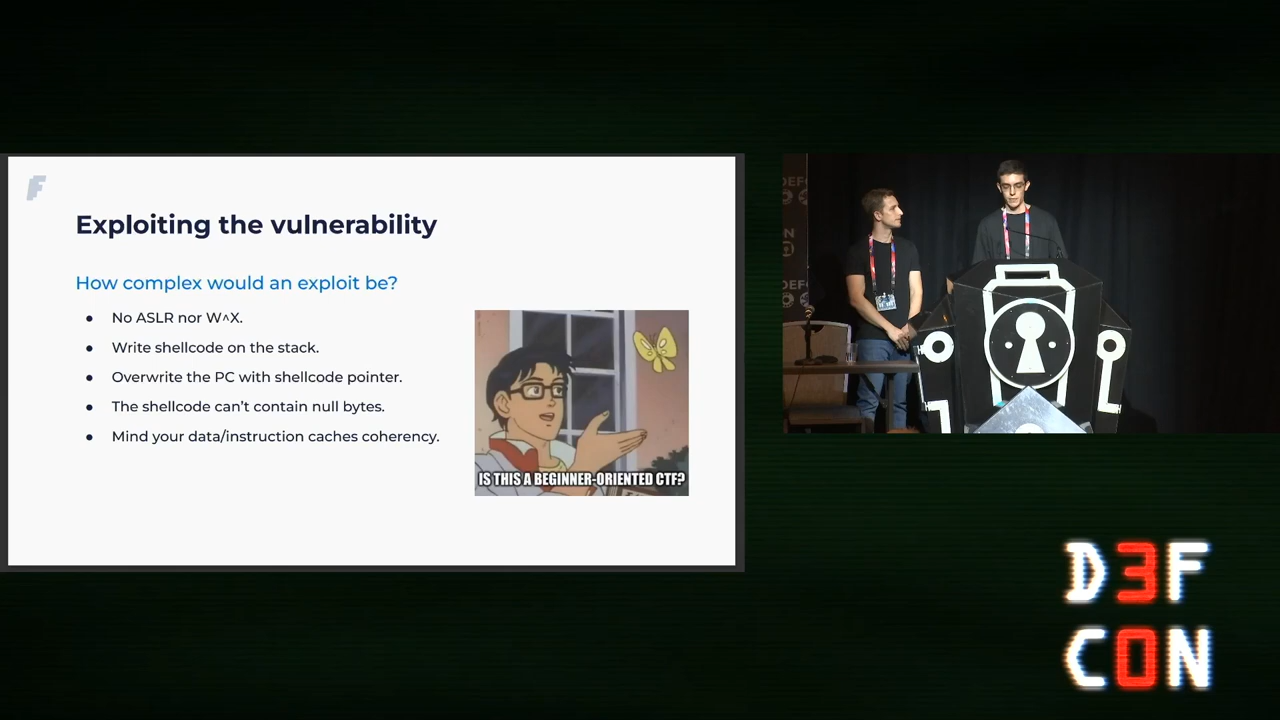 F
Exploiting the vulnerability
How complex would an exploit be?
● No ASLR nor W^X.
● Write shellcode on the stack.
● Overwrite the PC with shellcode pointer.
● The shellcode can't contain null bytes.
● Mind your data/instruction caches coherency.
IS THIS A BEGINNER-ORIENTED CTF?
D3F
C0N